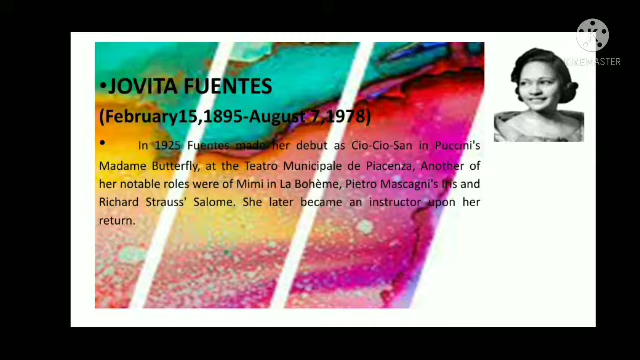 •JOVITA FUENTES
(February15,1895-August 7,1978)
• In 1925 Fuentes made her debut as Cio-Cio-San in Puccini's
Madame Butterfly, at the Teatro Municipale de Piacenza, Another of
her notable roles were of Mimi in La Bohème, Pietro Mascagni's Iris and
Richard Strauss' Salome. She later became an instructor upon her
return.
KINEMASTER